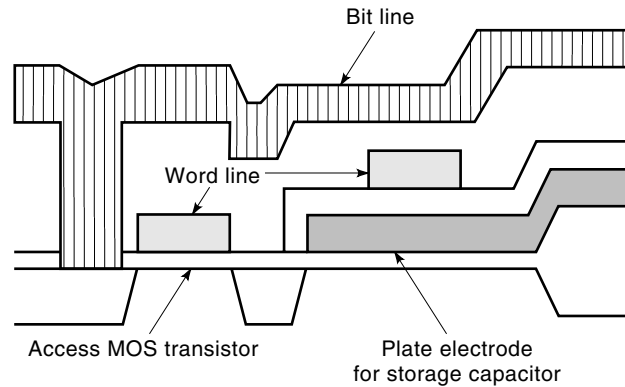 Bit line
Word line
Access MOS transistor
Plate electrode
for storage capacitor